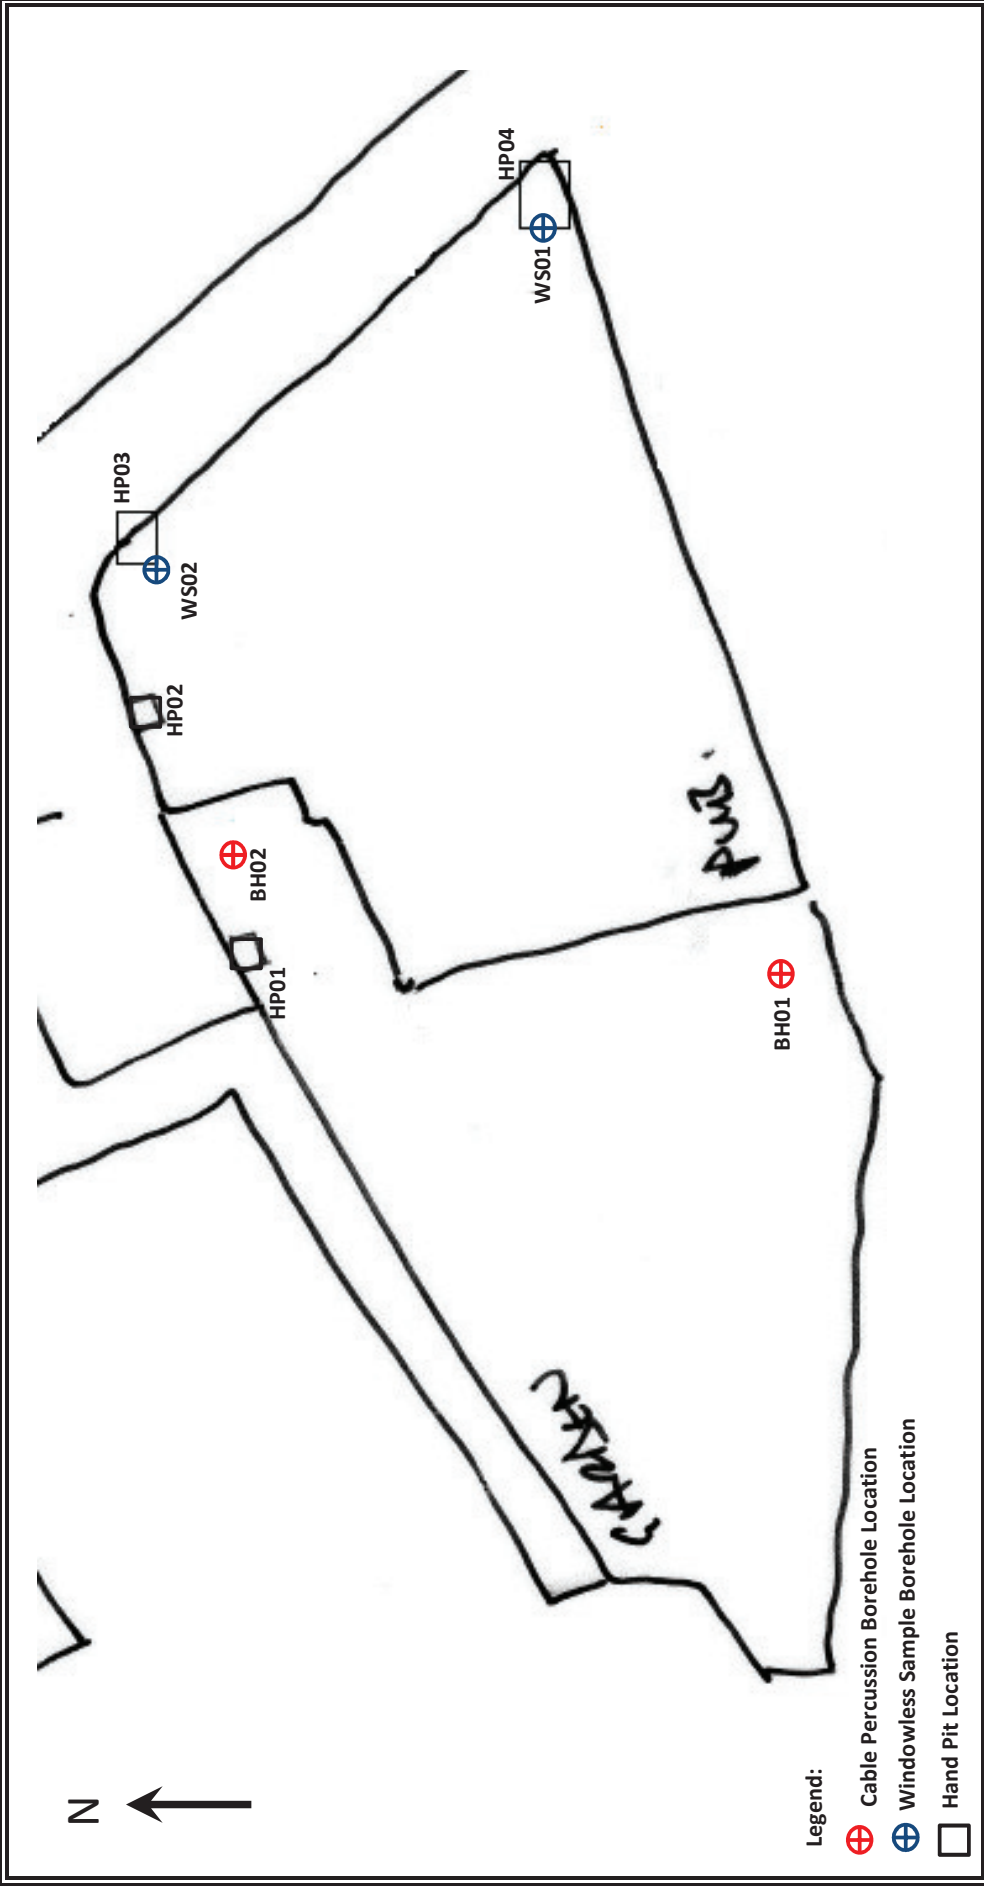 N
HP03
HP04
WS02
WS01
HP02
BH02
HP01
PUB.
BH01
GARDEN
Legend:
Cable Percussion Borehole Location
Windowless Sample Borehole Location
Hand Pit Location